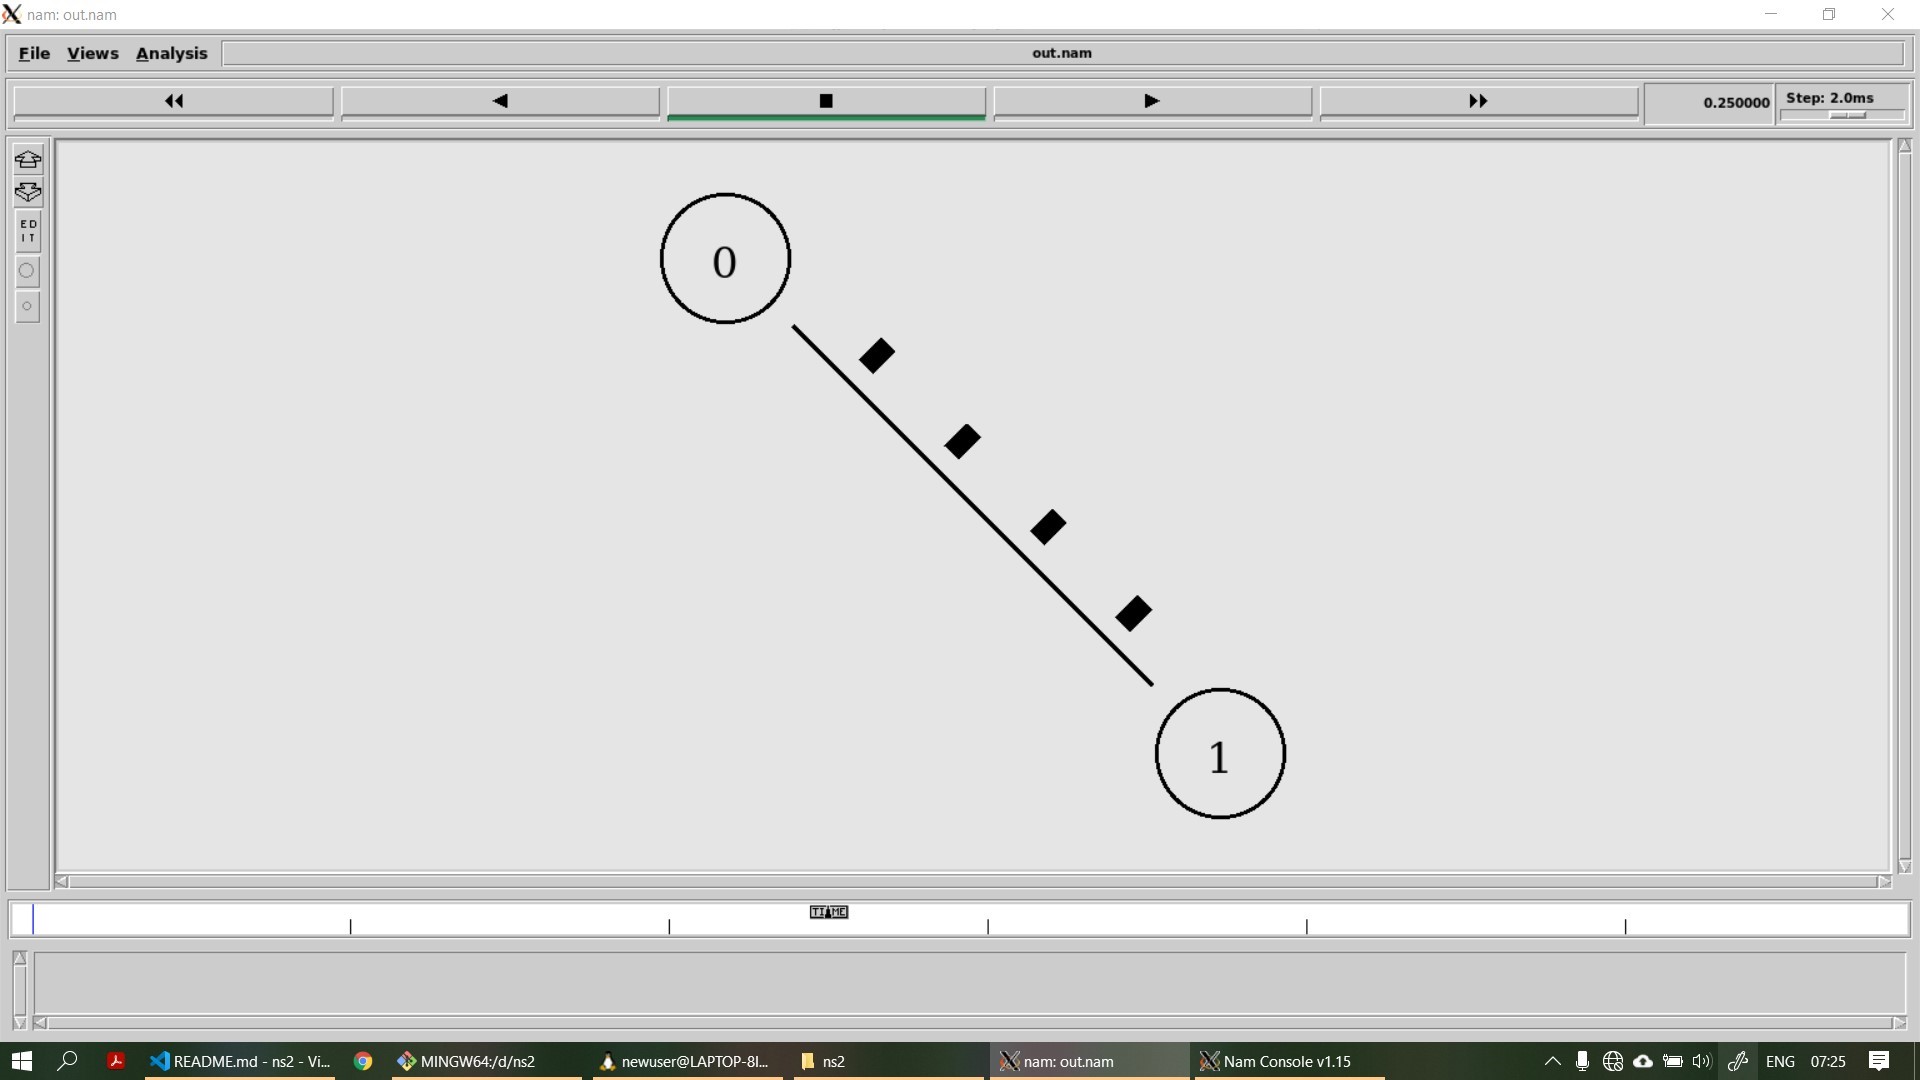 nam: out.nam
File Views Analysis out.nam
0.250000 Step: 2.0ms
ED
IT
0
1
TIME
README.md - ns2 - Vi... MINGW64:/d/ns2 newuser@LAPTOP-8l... ns2 nam: out.nam Nam Console v1.15 ENG 07:25